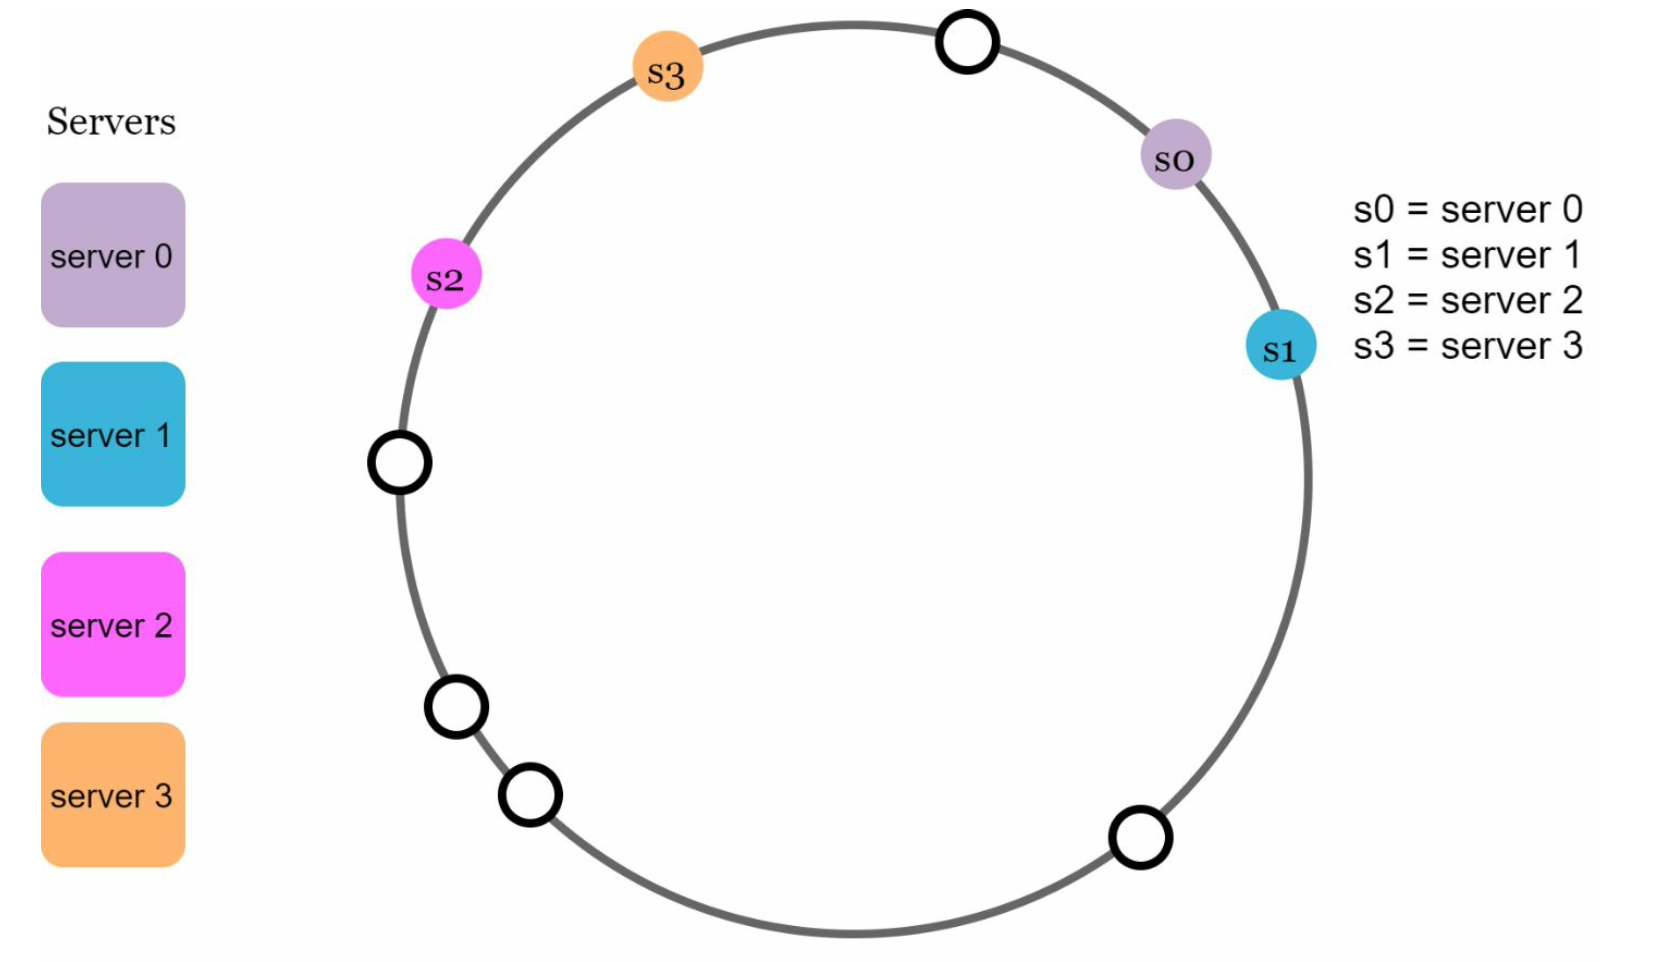 Servers
server 0
server 1
server 2
server 3
s3
s0
s2
s1
s0 = server 0
s1 = server 1
s2 = server 2
s3 = server 3